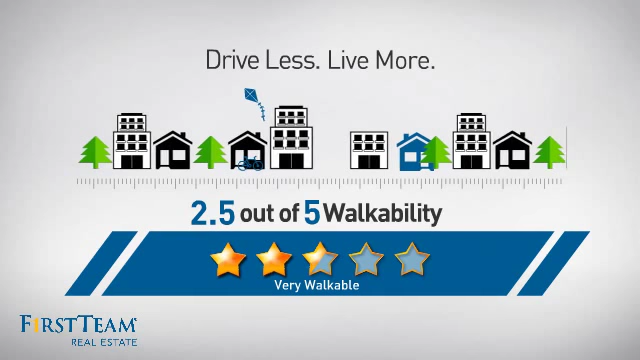 Drive Less. Live More.
2.5 out of 5 Walkability
Very Walkable
FIRSTTEAM®
REAL ESTATE